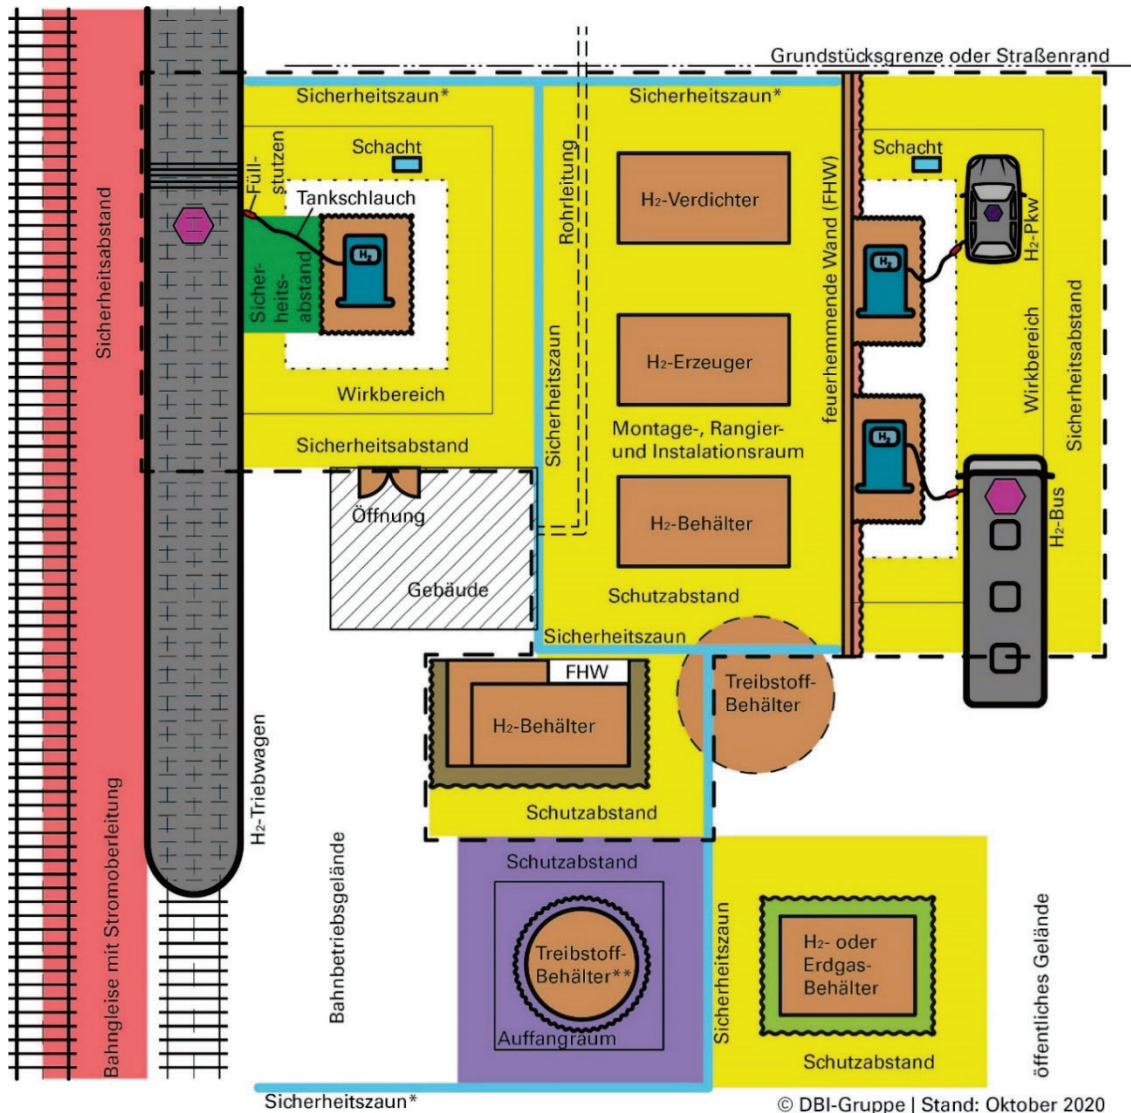 Grundstücksgrenze oder Straßenrand
Sicherheitszaun*
Sicherheitszaun*
Schacht
Schacht
Füll-
stutzen
Tankschlauch
Rohrleitung
H₂-Verdichter
feuerhemmende Wand (FHW)
H₂
H₂
H₂-Pkw
Sicherheitsabstand
Sicher-
heits-
abstand
Sicherheitszaun
H₂-Erzeuger
Wirkbereich
Wirkbereich
Sicherheitsabstand
Sicherheitsabstand
Montage-, Rangier-
und Instalationsraum
H₂
H₂-Bus
Öffnung
H₂-Behälter
Gebäude
Schutzabstand
Sicherheitszaun
FHW
H₂-Behälter
Treibstoff-
Behälter
H₂-Triebwagen
Schutzabstand
Bahngleise mit Stromoberleitung
Bahnbetriebsgelände
Schutzabstand
Treibstoff-
Behälter**
Auffangraum
Sicherheitszaun
H₂- oder
Erdgas-
Behälter
Schutzabstand
öffentliches Gelände
Sicherheitszaun*
© DBI-Gruppe | Stand: Oktober 2020